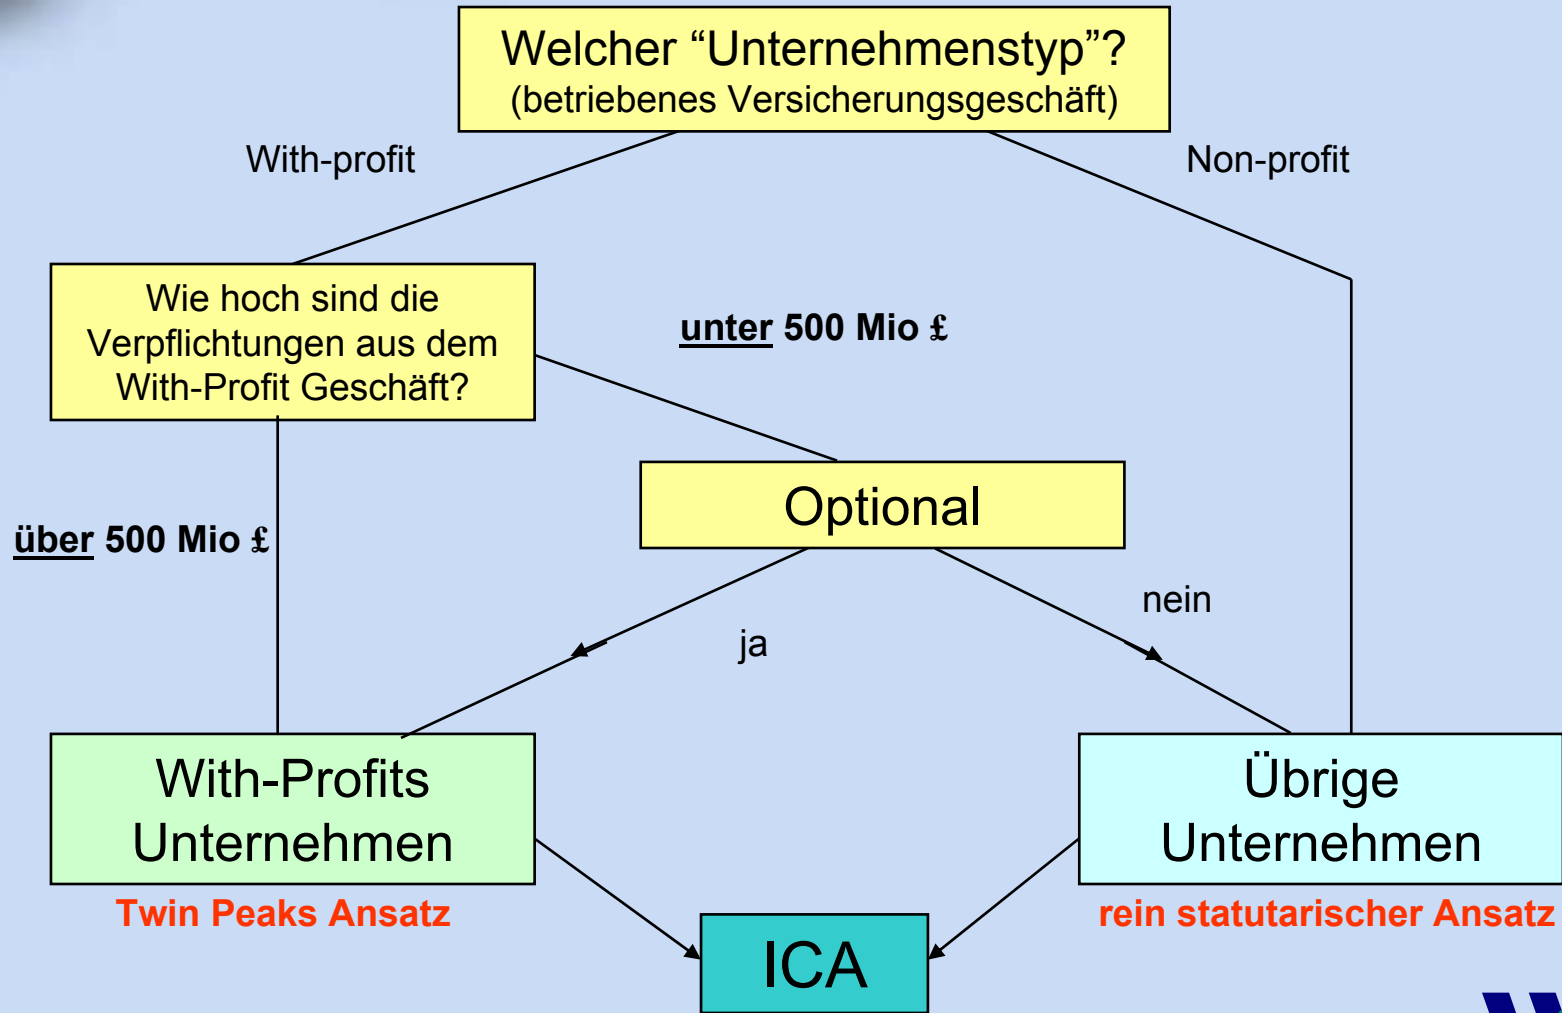 Welcher “Unternehmenstyp”?
(betriebenes Versicherungsgeschäft)
With-profit
Non-profit
Wie hoch sind die
Verpflichtungen aus dem
With-Profit Geschäft?
unter 500 Mio £
Optional
über 500 Mio £
nein
ja
With-Profits
Unternehmen
Übrige
Unternehmen
Twin Peaks Ansatz
rein statutarischer Ansatz
ICA